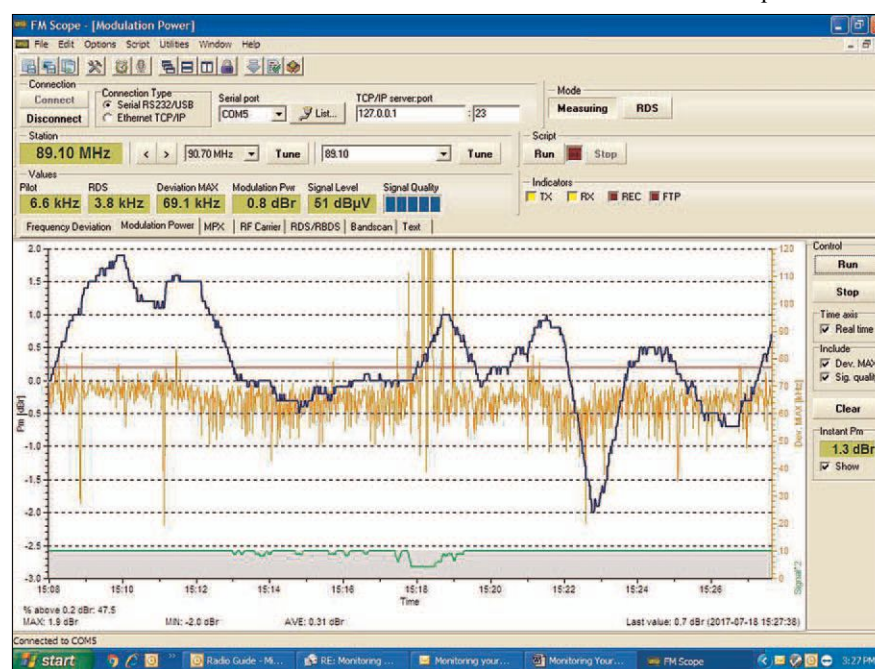 FM Scope - [Modulation Power]
File Edit Options Script Utilities Window Help
Connection
Connect
Disconnect
Connection Type
Serial RS232/USB
Ethernet TCP/IP
Serial port
COM5
List...
TCP/IP server:port
127.0.0.1 : 23
Mode
Measuring RDS
Station
89.10 MHz < > 90.70 MHz Tune 89.10 Tune
Script
Run Stop
Values
Pilot RDS Deviation MAX Modulation Pwr Signal Level Signal Quality
6.6 kHz 3.8 kHz 69.1 kHz 0.8 dBr 51 dBµV
Indicators
TX RX REC FTP
Frequency Deviation Modulation Power MPX RF Carrier RDS/RBDS Bandscan Text
2.0
1.5
1.0
0.5
0.0
-0.5
-1.0
-1.5
-2.0
-2.5
-3.0
Pm [dBr]
120
110
100
90
80
70
60
50
40
30
20
10
0
Dev. MAX [kHz]
Signal*2
15:08 15:10 15:12 15:14 15:16 15:18 15:20 15:22 15:24 15:26
Time
% above 0.2 dBr: 47.5
MAX: 1.9 dBr MIN: -2.0 dBr AVE: 0.31 dBr Last value: 0.7 dBr (2017-07-18 15:27:38)
Control
Run
Stop
Time axis
Real time
Include
Dev. MAX
Sig. quality
Clear
Instant Pm
1.3 dBr
Show
Connected to COM5
start Radio Guide - Mi... RE: Monitoring ... Monitoring your... Monitoring Your... FM Scope 3:27 PM